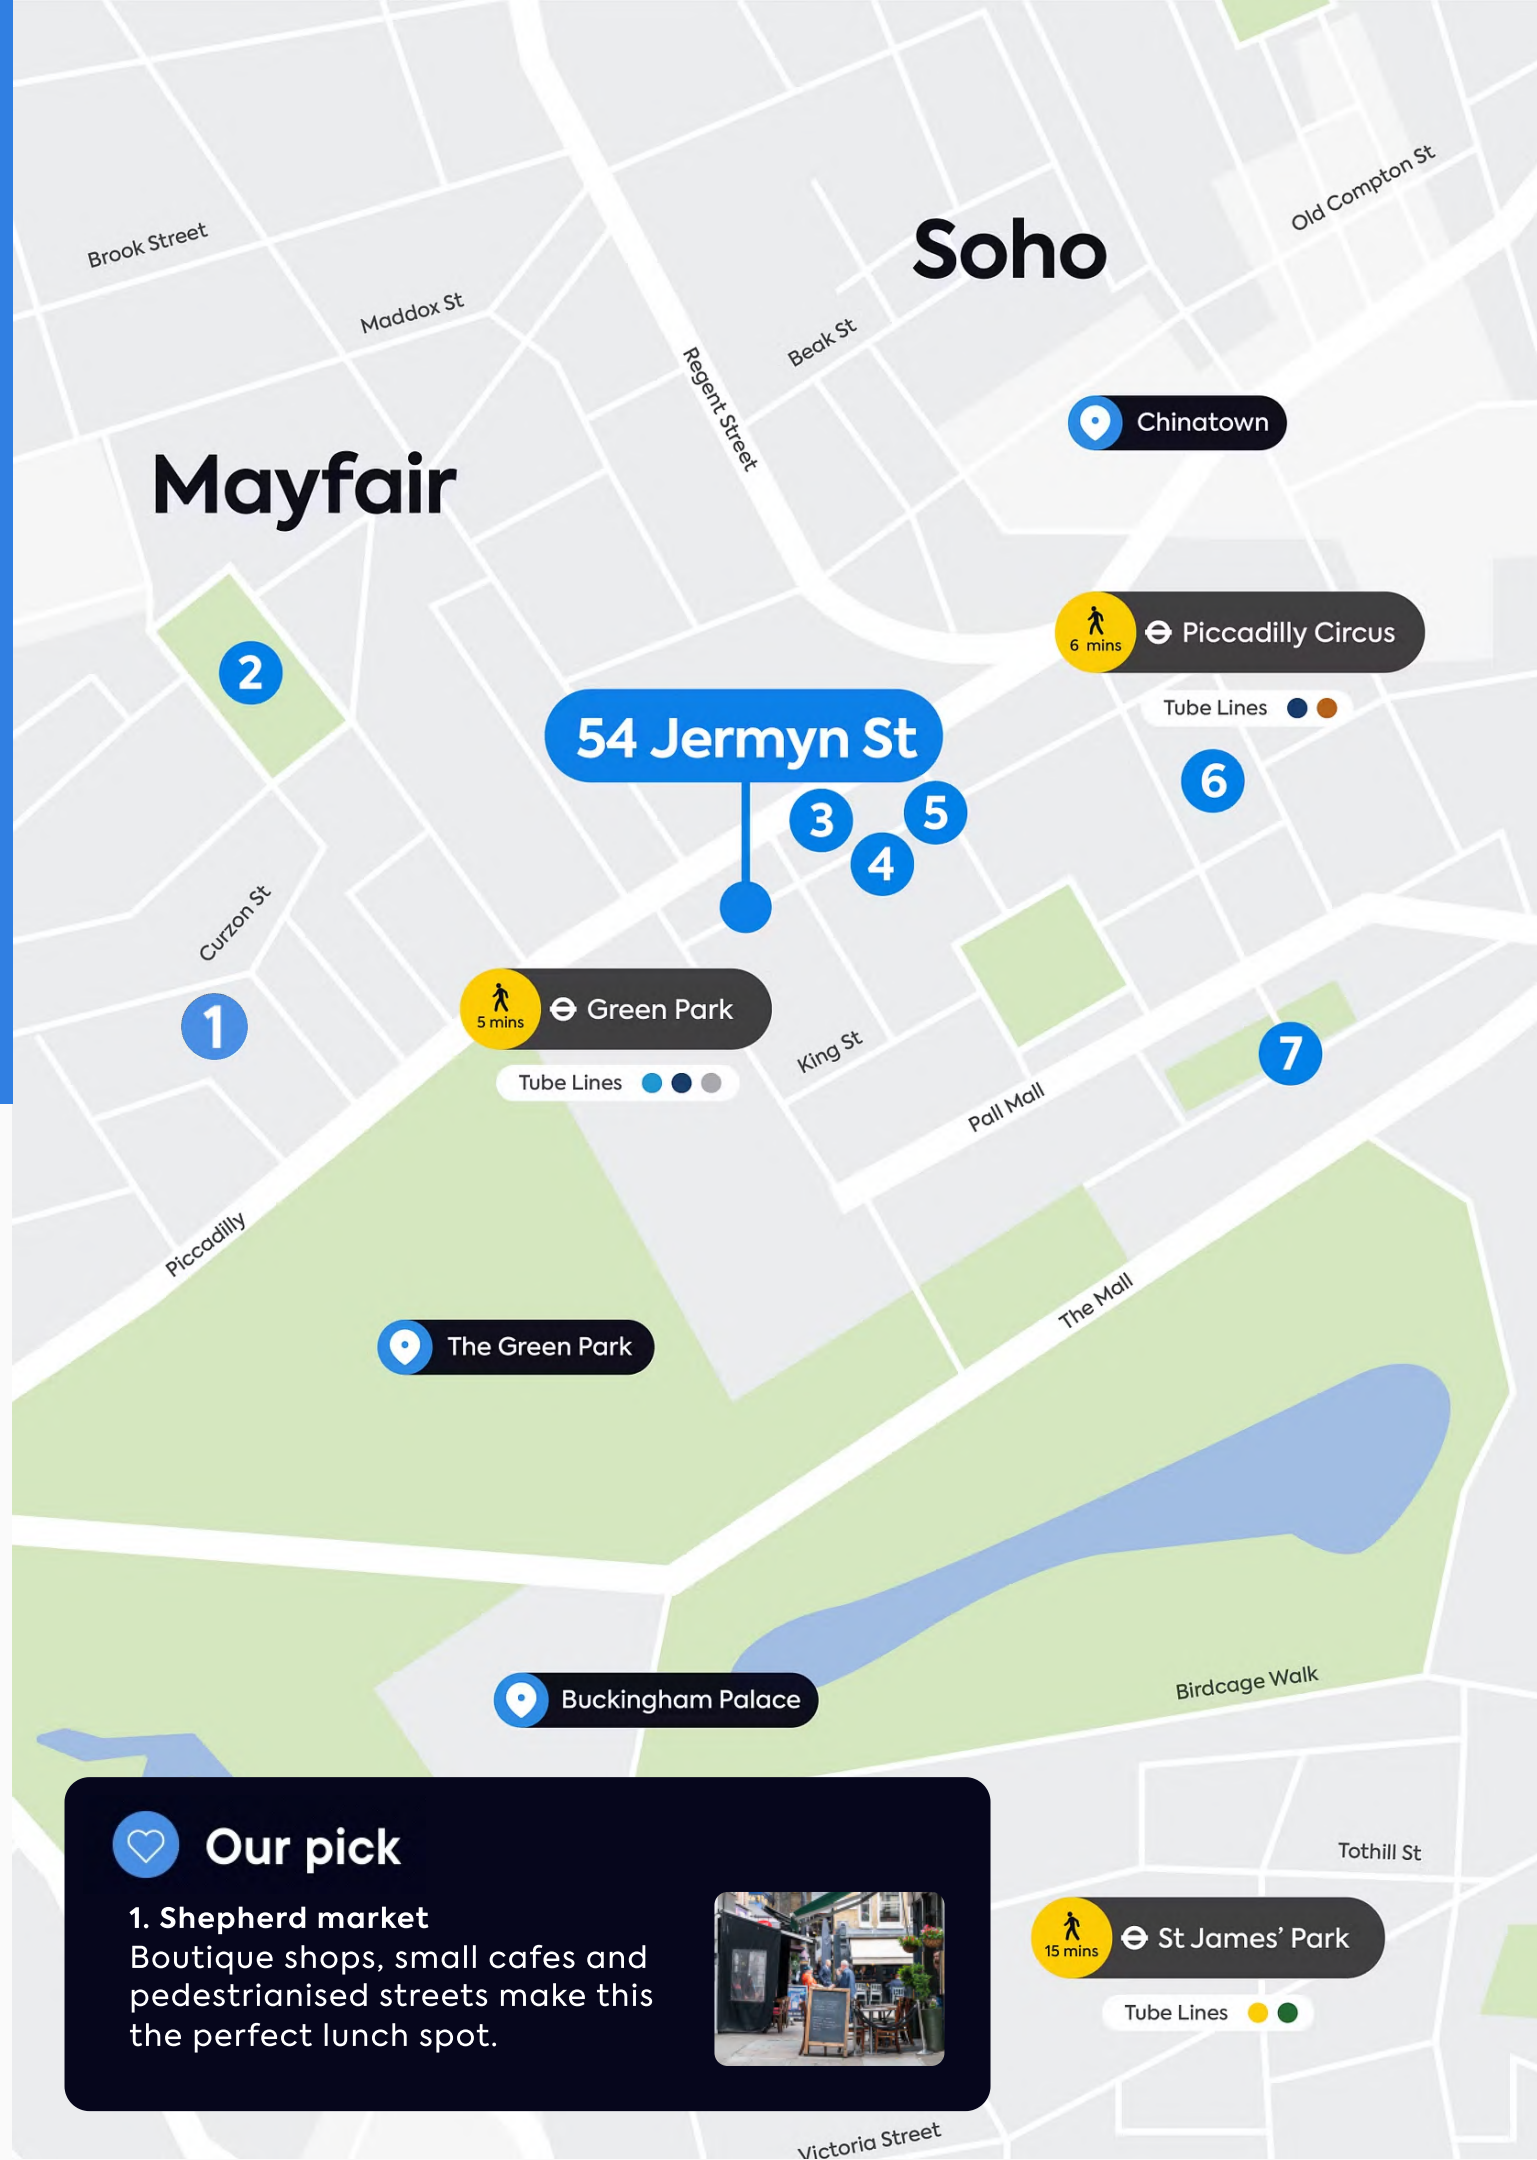 Old Compton St
Brook Street
Soho
Maddox St
Beak St
Regent Street
Chinatown
Mayfair
6 mins
Piccadilly Circus
Tube Lines
2
54 Jermyn St
6
3
5
4
Curzon St
1
5 mins
Green Park
Tube Lines
King St
7
Pall Mall
Piccadilly
The Mall
The Green Park
Birdcage Walk
Buckingham Palace
Our pick
1. Shepherd market
Boutique shops, small cafes and
pedestrianised streets make this
the perfect lunch spot.
Tothill St
15 mins
St James’ Park
Tube Lines
Victoria Street